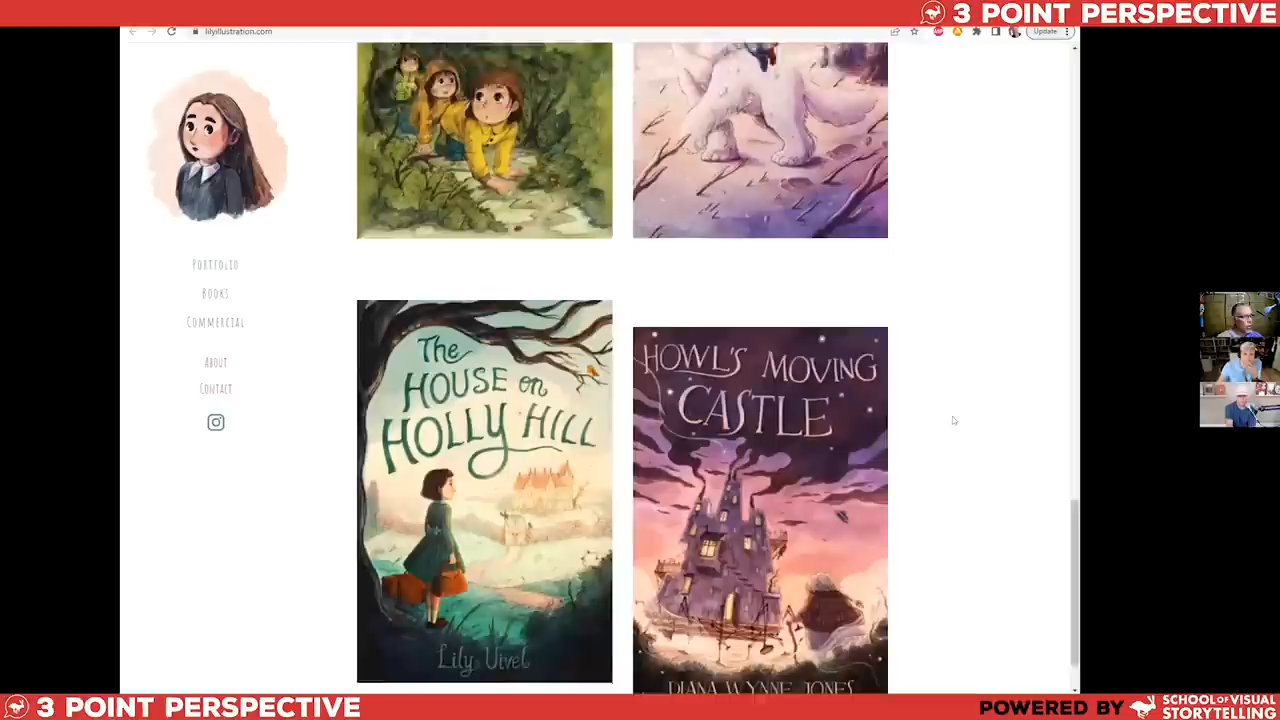 3 POINT PERSPECTIVE
lilyillustration.com
Update
PORTFOLIO
BOOKS
COMMERCIAL
ABOUT
CONTACT
The
HOUSE on
HOLLY HILL
Lily Uivel
HOWL'S MOVING
CASTLE
DIANA WYNNE JONES
3 POINT PERSPECTIVE
POWERED BY
SCHOOL OF VISUAL
STORYTELLING